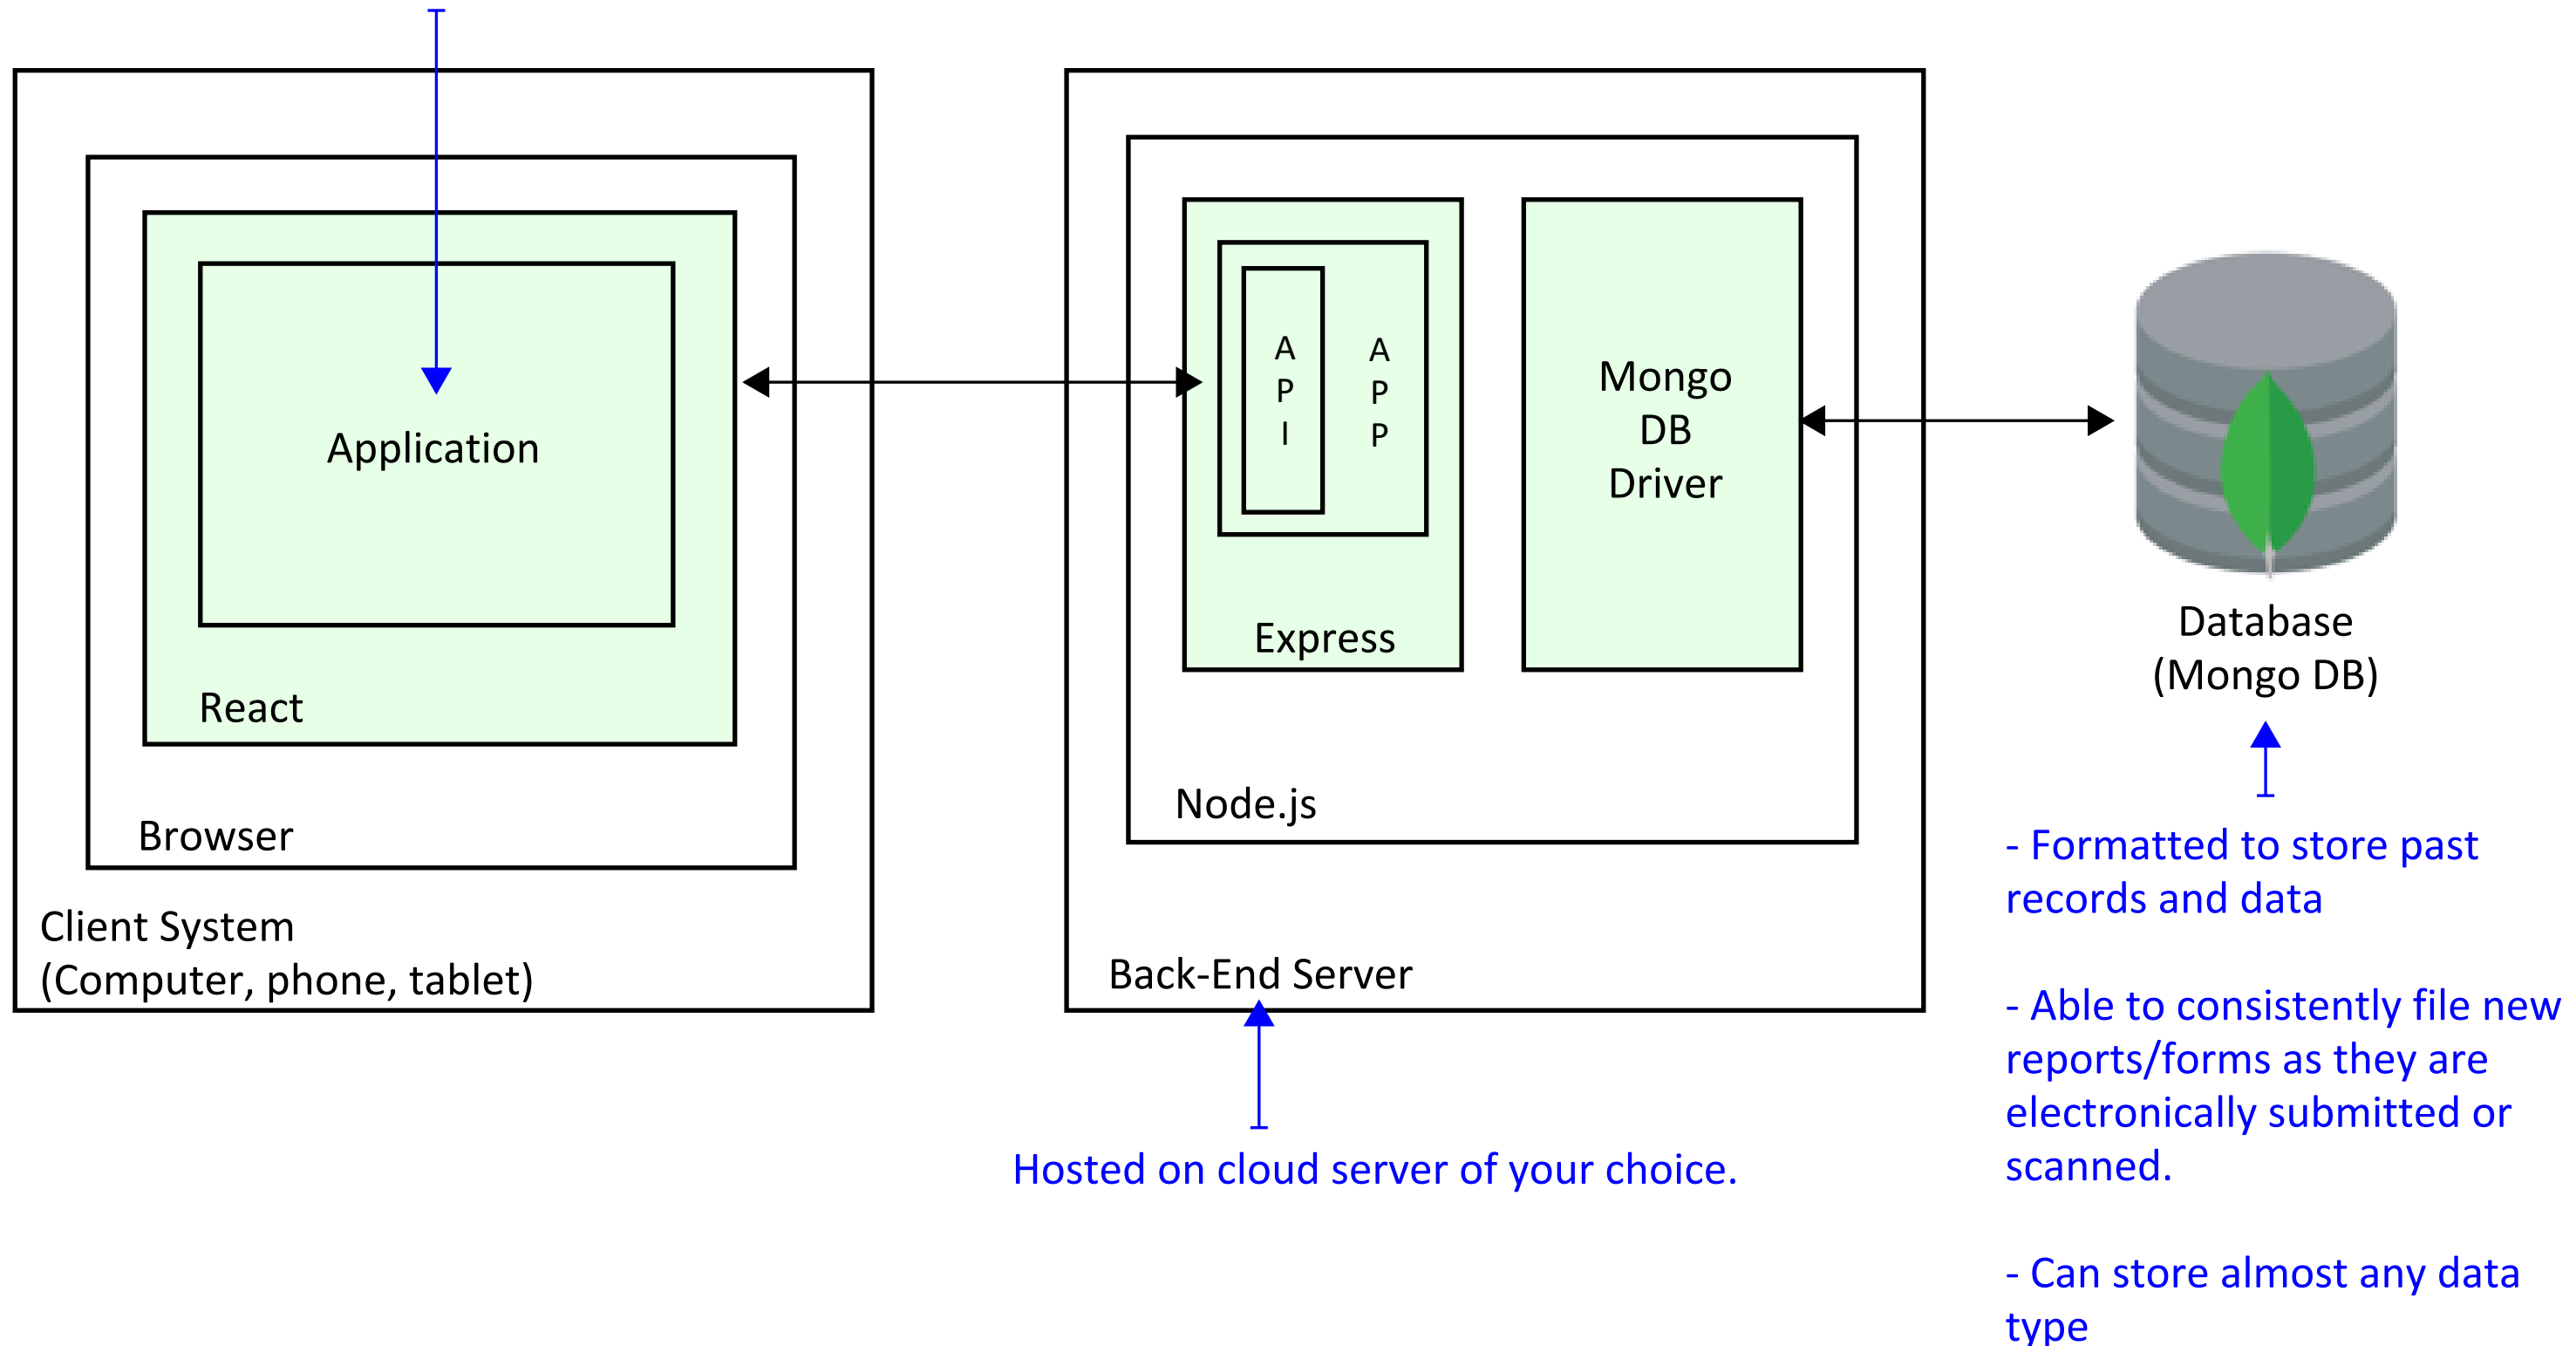 Application
React
Browser
Client System
(Computer, phone, tablet)
A
P
I
A
P
P
Express
Mongo
DB
Driver
Node.js
Back-End Server
Hosted on cloud server of your choice.
Database
(Mongo DB)
- Formatted to store past
records and data
- Able to consistently file new
reports/forms as they are
electronically submitted or
scanned.
- Can store almost any data
type